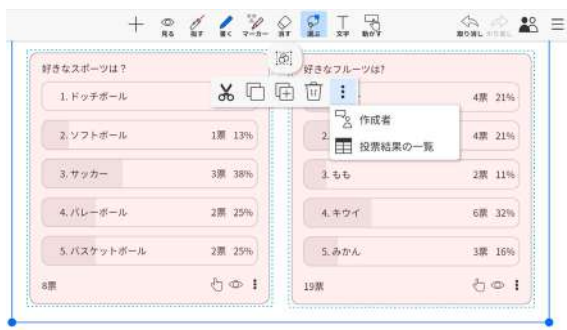 見る
指す
書く
マーカー
消す
選ぶ
文字
動かす
取り消し
やり直し
好きなスポーツは?
1. ドッチボール
2. ソフトボール 1票 13%
3. サッカー 3票 38%
4. バレーボール 2票 25%
5. バスケットボール 2票 25%
8票
好きなフルーツは?
4票 21%
作成者
投票結果の一覧
2. 4票 21%
3. もも 2票 11%
4. キウイ 6票 32%
5. みかん 3票 16%
19票